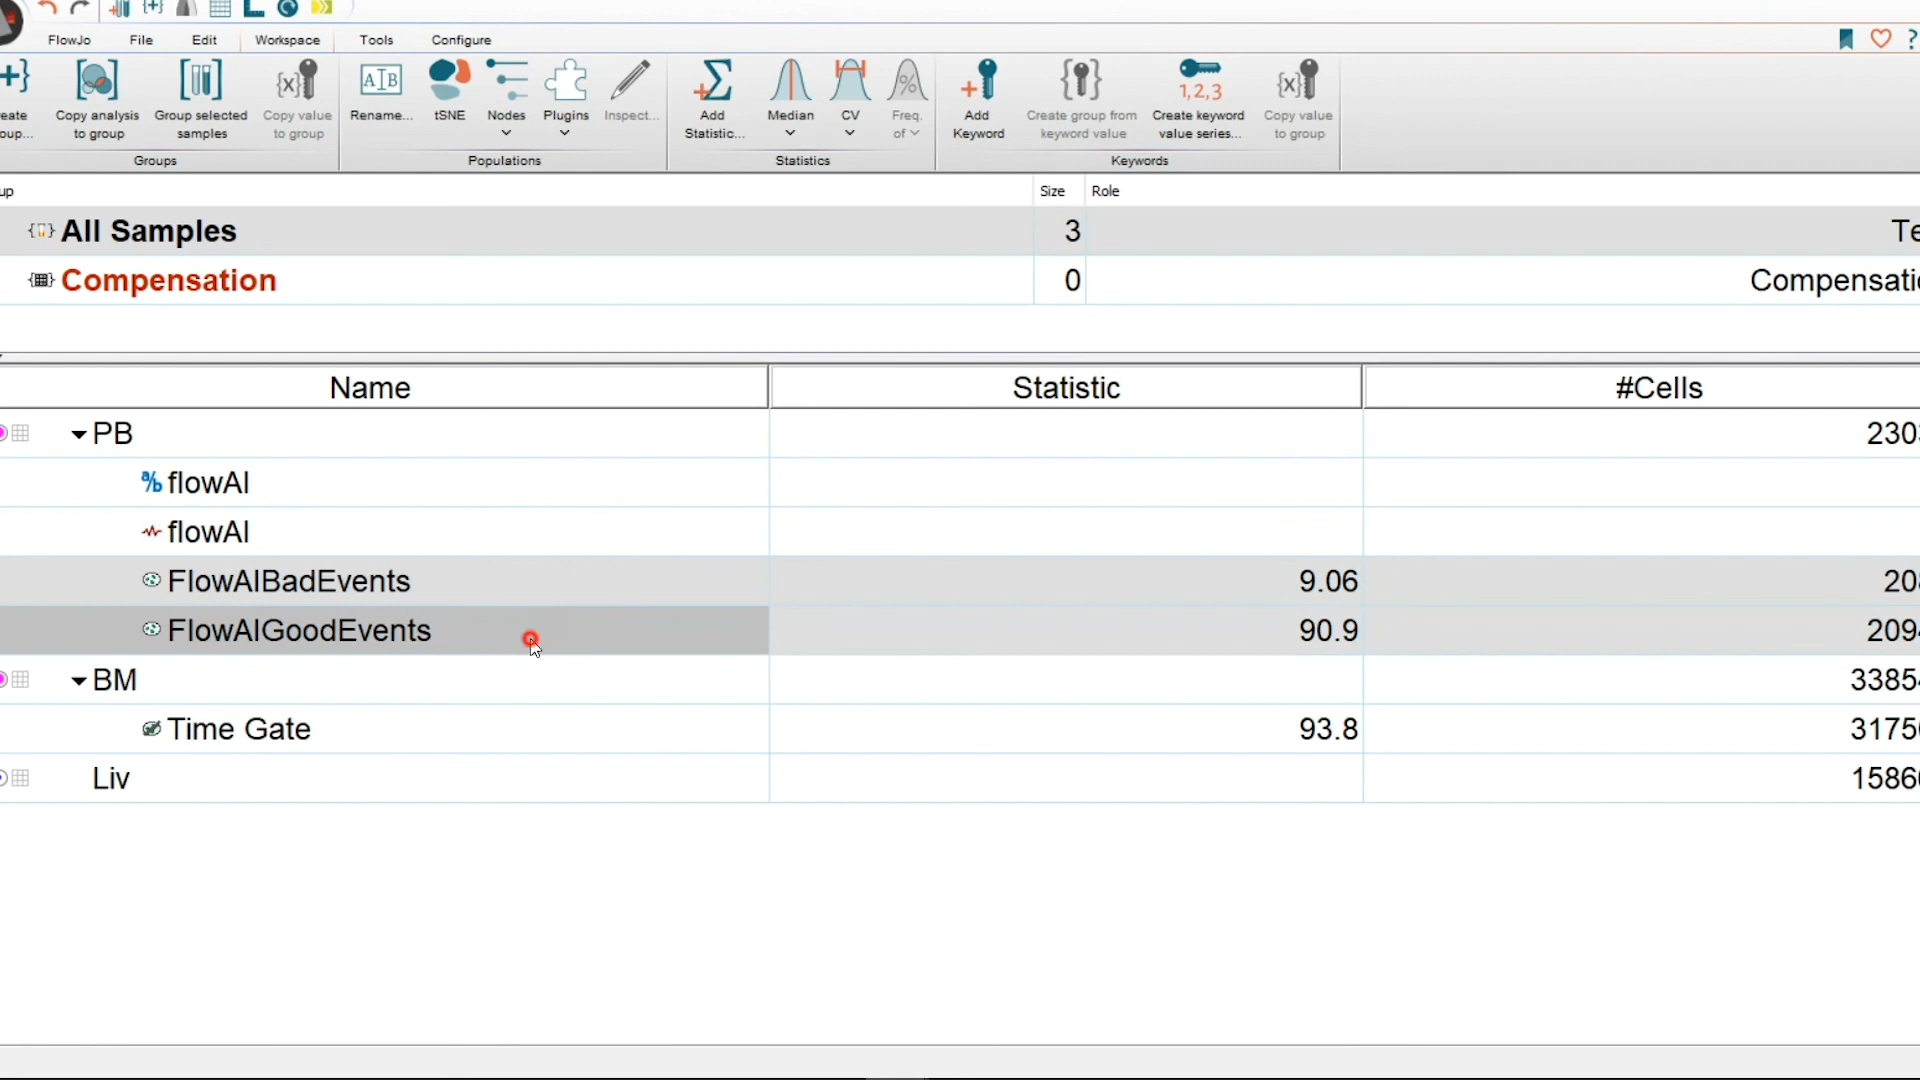 FlowJo File Edit Workspace Tools Configure ?
Copy analysis to group
Group selected samples
Copy value to group
Groups
A I B
Rename...
tSNE
Nodes
Plugins
Inspect...
Populations
Add Statistic...
Median
CV
%
Freq. of
Statistics
Add Keyword
Create group from keyword value
1,2,3
Create keyword value series...
{x}
Copy value to group
Keywords
Size Role
All Samples 3
Compensation 0
Name Statistic #Cells
PB
flowAI
flowAI
FlowAIBadEvents 9.06
FlowAIGoodEvents 90.9
BM
Time Gate 93.8
Liv